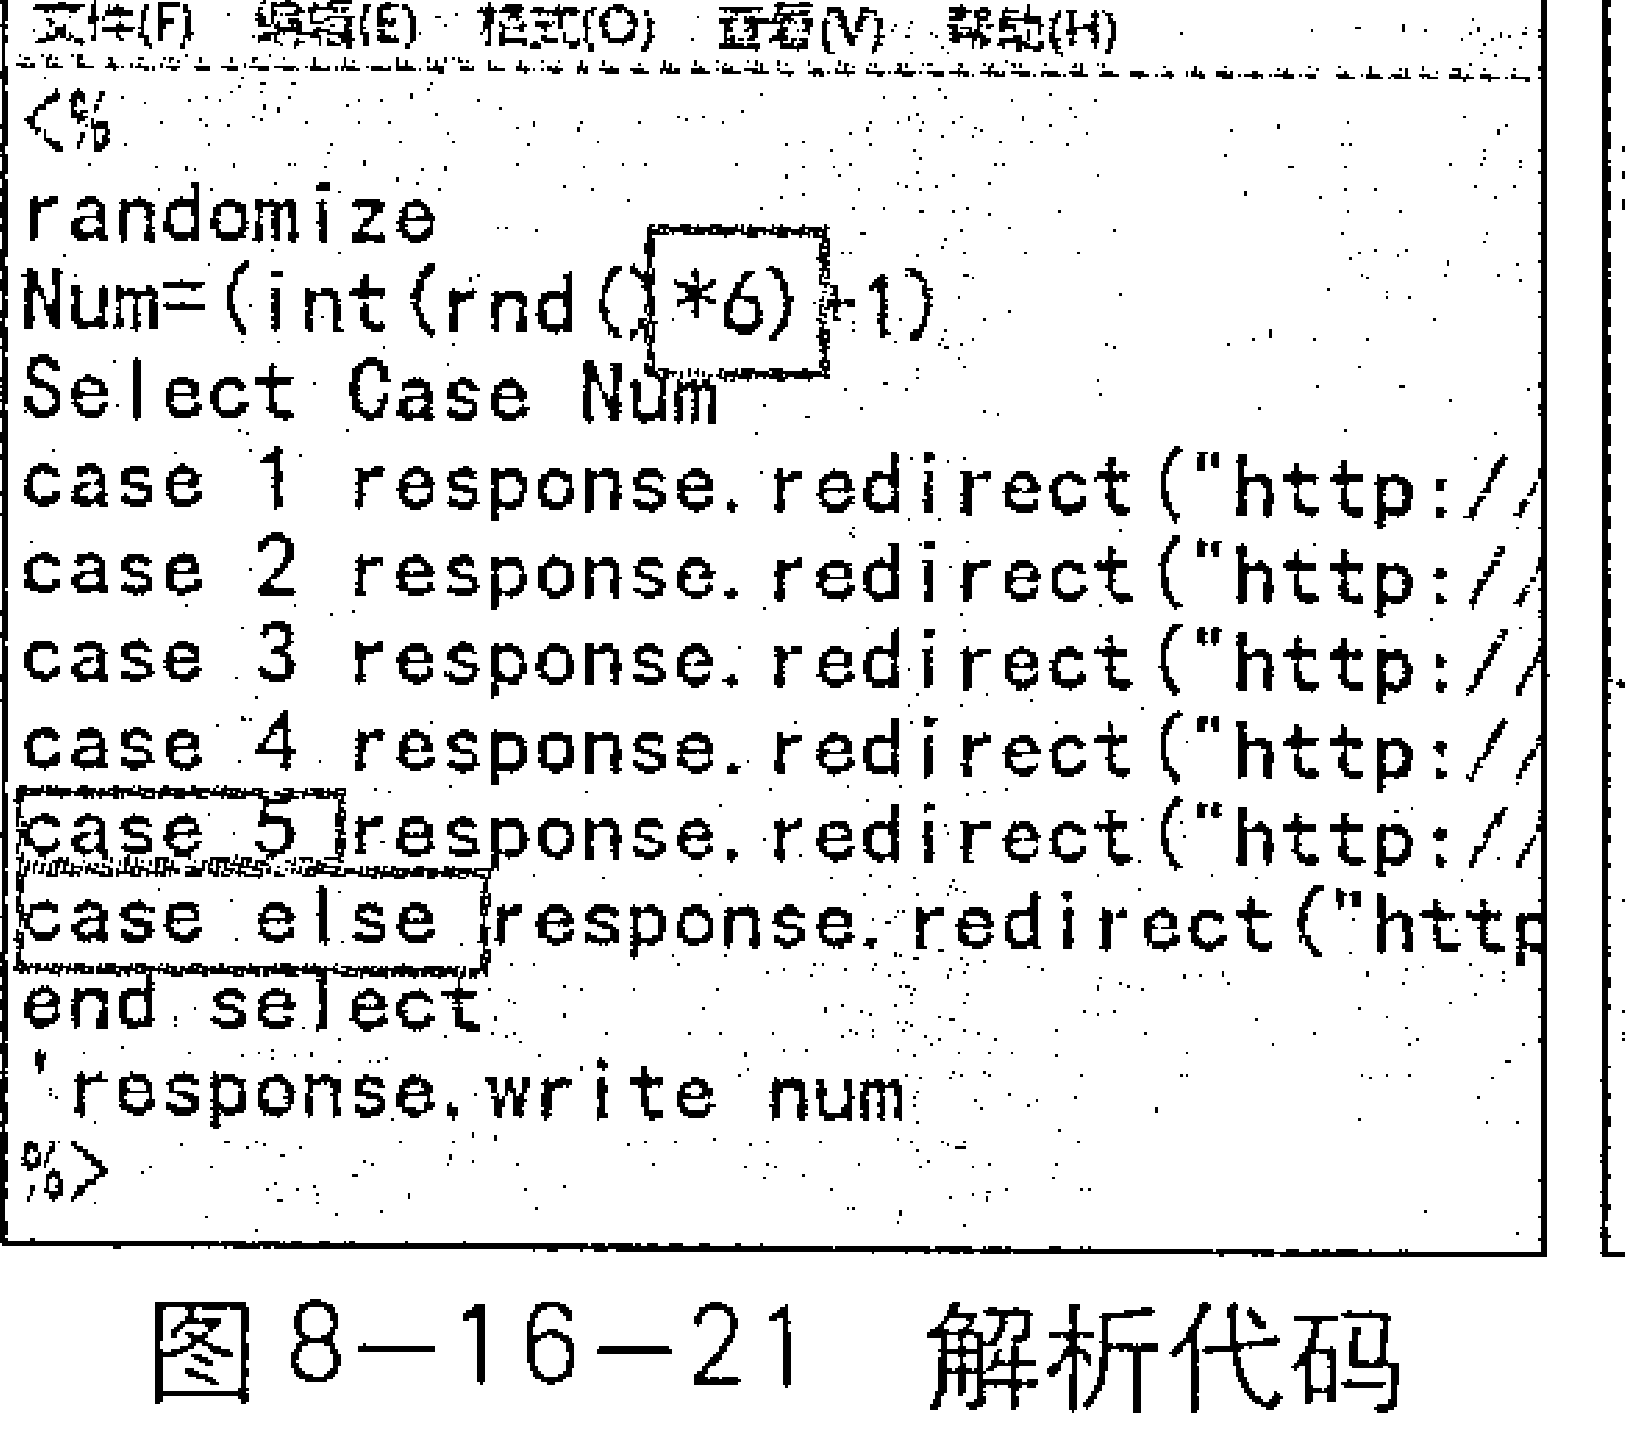 文件(F) 编辑(E) 格式(O) 查看(V) 帮助(H)
<%
randomize
Num=(int(rnd()*6)+1)
Select Case Num
case 1 response.redirect("http://
case 2 response.redirect("http://
case 3 response.redirect("http://
case 4 response.redirect("http://
case 5 response.redirect("http://
case else response.redirect("http
end select
'response.write num
%>
图8-16-21 解析代码